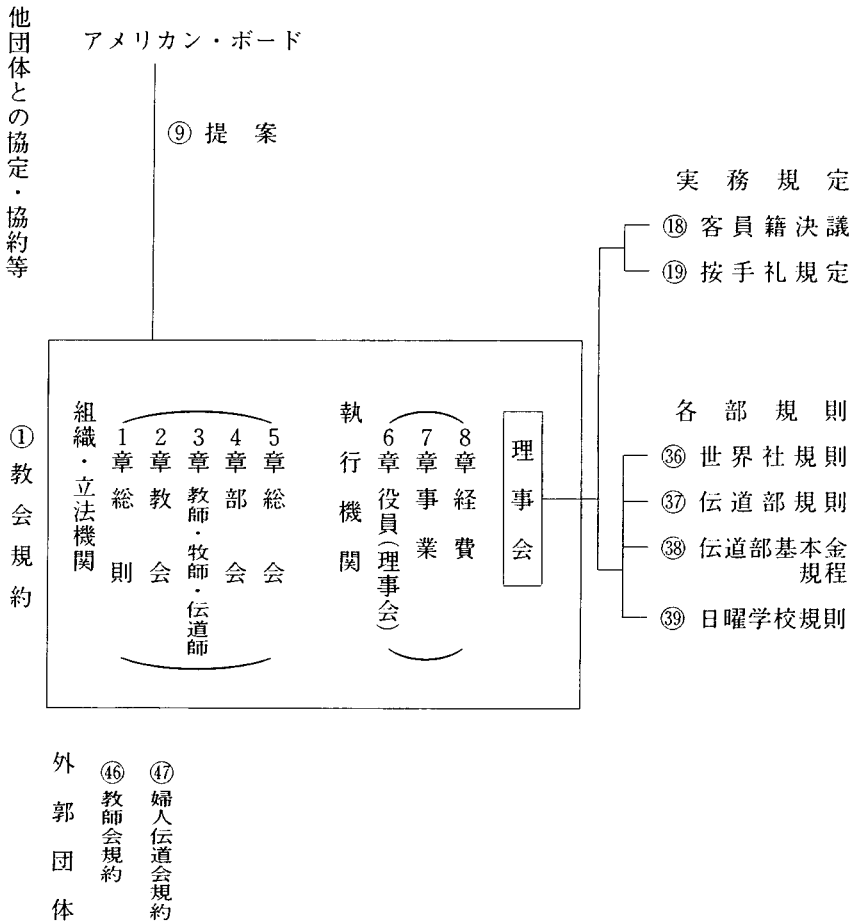 他団体との協定・協約等
アメリカン・ボード
⑨ 提案
実務規定
⑱ 客員籍決議
⑲ 按手礼規定
① 教会規約
組織・立法機関
1章 総則
2章 教会
3章 教師・牧師・伝道師
4章 部会
5章 総会
執行機関
6章 役員(理事会)
7章 事業
8章 経費
理事会
各部規則
㊱ 世界社規則
㊲ 伝道部規則
㊳ 伝道部基本金
規程
㊴ 日曜学校規則
外郭団体
㊻ 教師会規約
㊼ 婦人伝道会規約